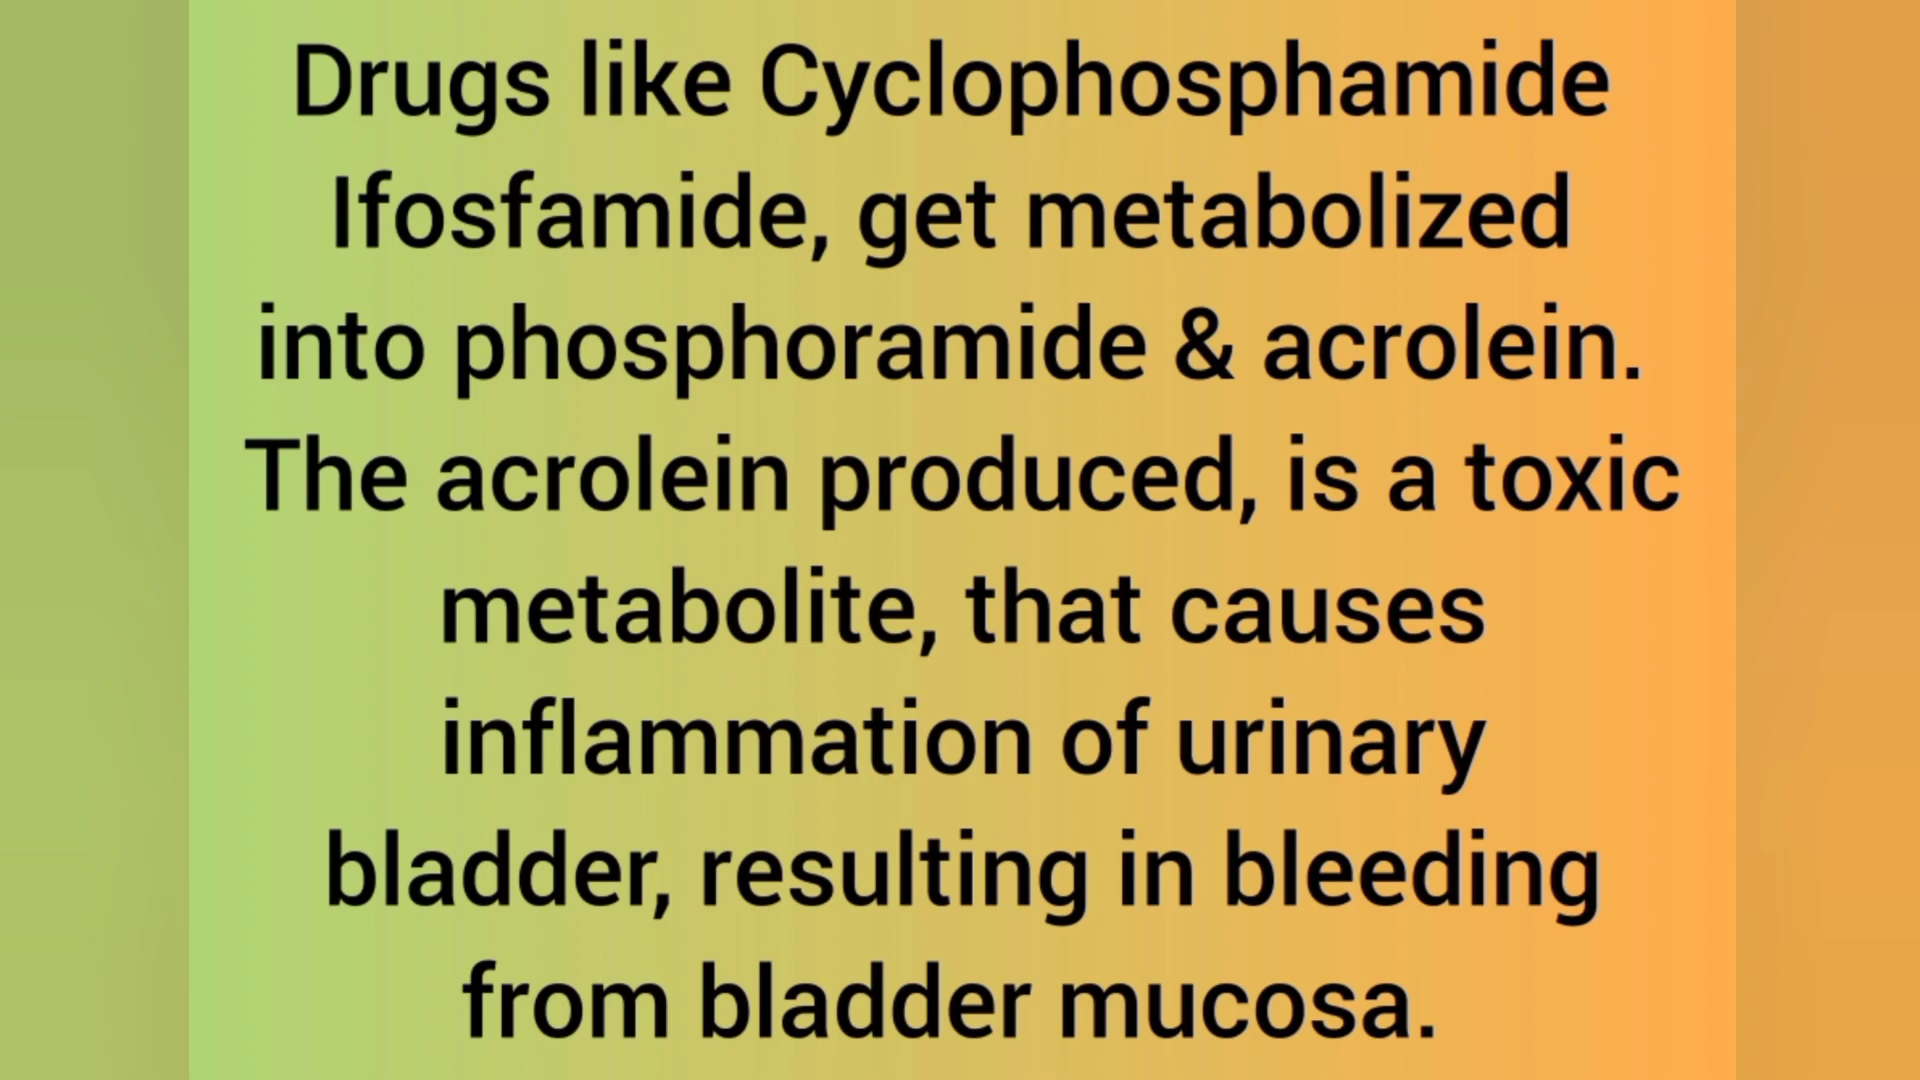 Drugs like Cyclophosphamide
Ifosfamide, get metabolized
into phosphoramide & acrolein.
The acrolein produced, is a toxic
metabolite, that causes
inflammation of urinary
bladder, resulting in bleeding
from bladder mucosa.